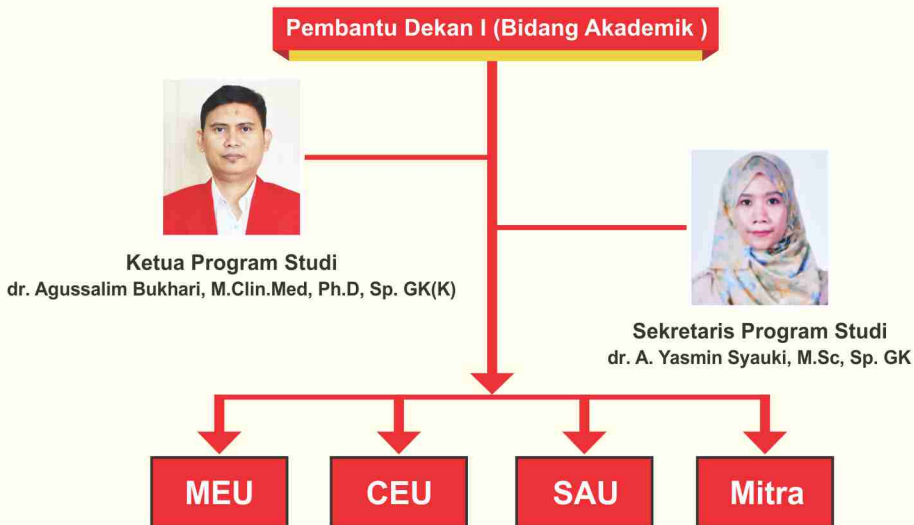 Pembantu Dekan I (Bidang Akademik )
Ketua Program Studi
dr. Agussalim Bukhari, M.Clin.Med, Ph.D, Sp. GK(K)
Sekretaris Program Studi
dr. A. Yasmin Syauki, M.Sc, Sp. GK
MEU
CEU
SAU
Mitra